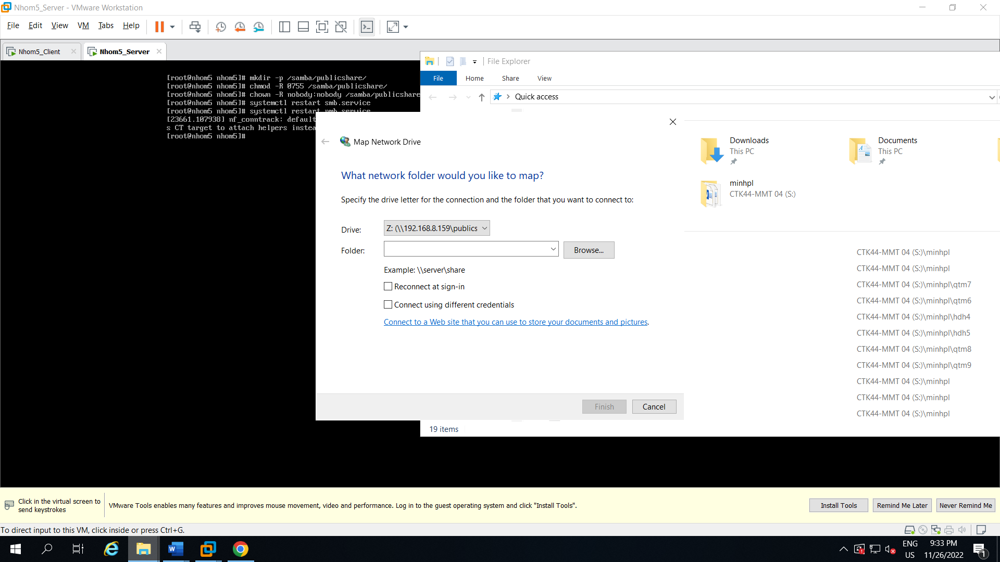 Nhom5_Server - VMware Workstation
File Edit View VM Tabs Help
Nhom5_Client
Nhom5_Server
[root@nhom5 nhom5]# mkdir -p /samba/publicshare/
[root@nhom5 nhom5]# chmod -R 0755 /samba/publicshare/
[root@nhom5 nhom5]# chown -R nobody:nobody /samba/publicshare
[root@nhom5 nhom5]# systemctl restart smb.service
[root@nhom5 nhom5]# systemctl restart nmb.service
[23661.107938] nf_conntrack: default
s CT target to attach helpers instea
[root@nhom5 nhom5]#
File Explorer
File Home Share View
Quick access
Downloads
This PC
Documents
This PC
minhpl
CTK44-MMT 04 (S:)
CTK44-MMT 04 (S:)\minhpl
CTK44-MMT 04 (S:)\minhpl
CTK44-MMT 04 (S:)\minhpl\qtm7
CTK44-MMT 04 (S:)\minhpl\qtm6
CTK44-MMT 04 (S:)\minhpl\hdh4
CTK44-MMT 04 (S:)\minhpl\hdh5
CTK44-MMT 04 (S:)\minhpl\qtm8
CTK44-MMT 04 (S:)\minhpl\qtm9
CTK44-MMT 04 (S:)\minhpl
CTK44-MMT 04 (S:)\minhpl
CTK44-MMT 04 (S:)\minhpl
19 items
Map Network Drive
What network folder would you like to map?
Specify the drive letter for the connection and the folder that you want to connect to:
Drive: Z: (\\192.168.8.159\publics
Folder: Browse...
Example: \\server\share
Reconnect at sign-in
Connect using different credentials
Connect to a Web site that you can use to store your documents and pictures.
Finish Cancel
Click in the virtual screen to
send keystrokes
VMware Tools enables many features and improves mouse movement, video and performance. Log in to the guest operating system and click "Install Tools".
Install Tools Remind Me Later Never Remind Me
To direct input to this VM, click inside or press Ctrl+G.
ENG
US
9:33 PM
11/26/2022
1